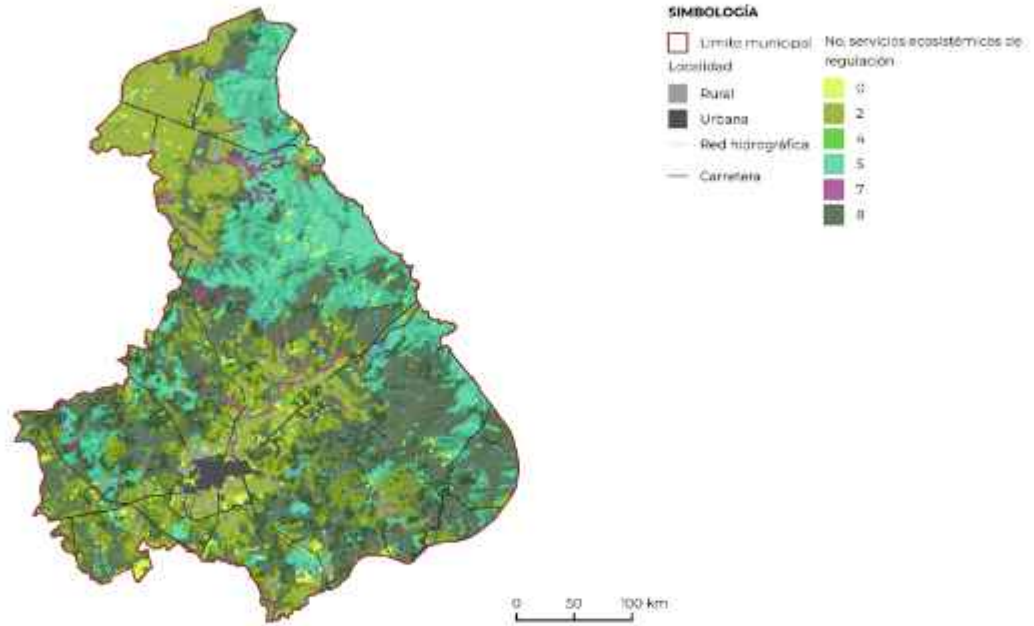 SIMBOLOGÍA
Límite municipal
Localidad
Rural
Urbana
Red hidrográfica
Carretera
No. servicios ecosistémicos de
regulación
0
2
4
5
7
8
0 50 100 km